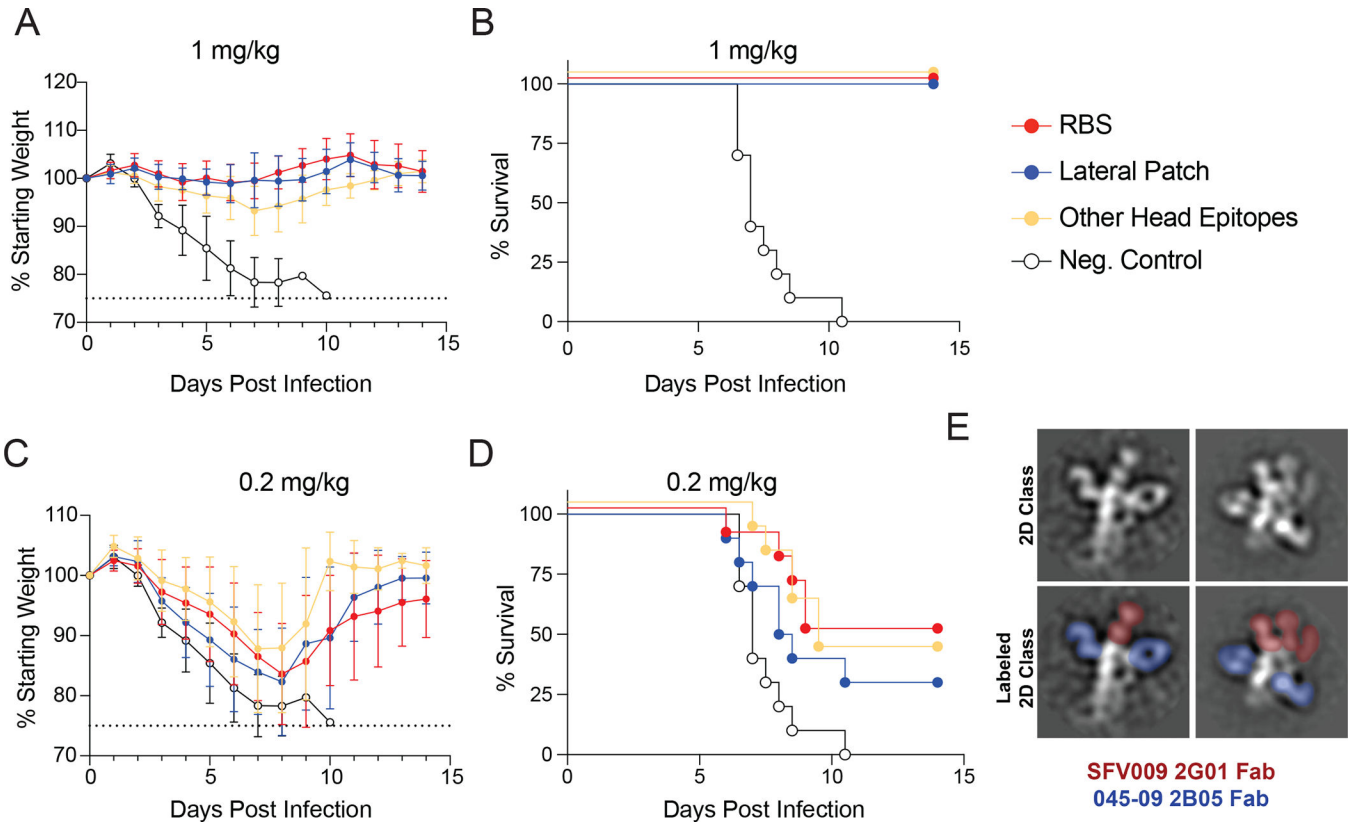 A
1 mg/kg
120
110
100
90
80
70
% Starting Weight
0
5
10
15
Days Post Infection
B
1 mg/kg
100
75
50
25
0
% Survival
0
5
10
15
Days Post Infection
RBS
Lateral Patch
Other Head Epitopes
Neg. Control
C
0.2 mg/kg
110
100
90
80
70
% Starting Weight
0
5
10
15
Days Post Infection
D
0.2 mg/kg
100
75
50
25
0
% Survival
0
5
10
15
Days Post Infection
E
2D Class
Labeled
2D Class
SFV009 2G01 Fab
045-09 2B05 Fab